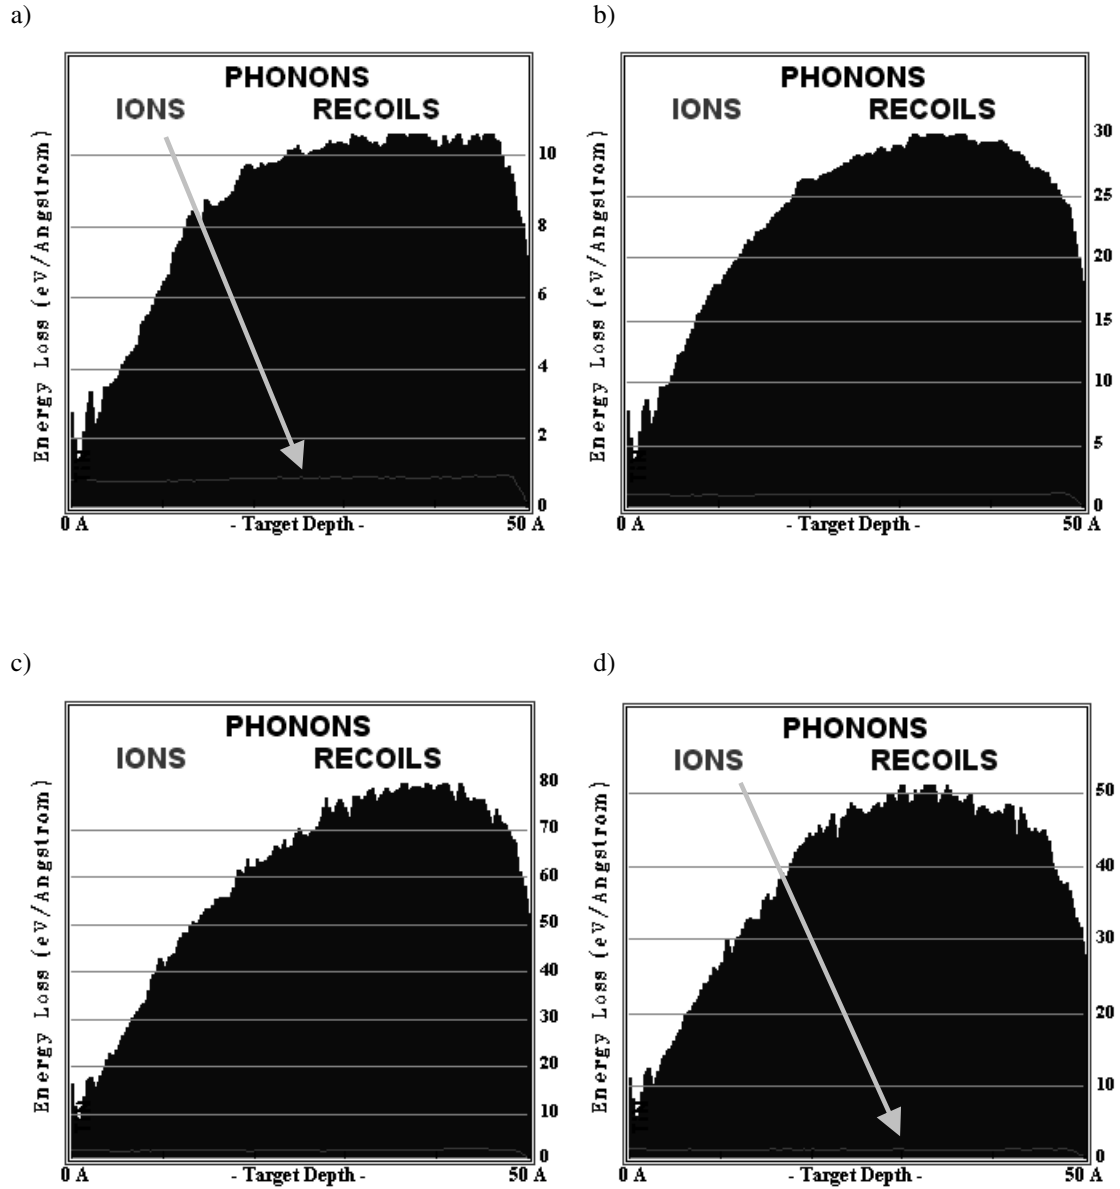 a)
PHONONS
IONS RECOILS
Energy Loss (eV/Angstrom)
10
8
6
4
2
0
0 A - Target Depth - 50 A
b)
PHONONS
IONS RECOILS
Energy Loss (eV/Angstrom)
30
25
20
15
10
5
0
0 A - Target Depth - 50 A
c)
PHONONS
IONS RECOILS
Energy Loss (eV/Angstrom)
80
70
60
50
40
30
20
10
0
0 A - Target Depth - 50 A
d)
PHONONS
IONS RECOILS
Energy Loss (eV/Angstrom)
50
40
30
20
10
0
0 A - Target Depth - 50 A